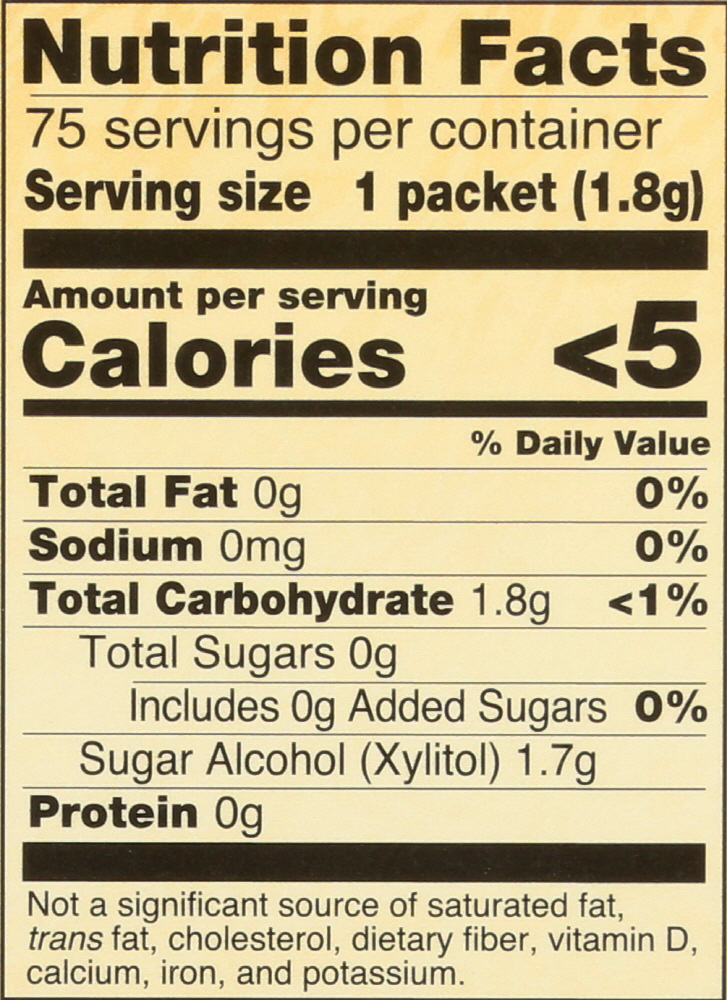 Nutrition Facts
75 servings per container
Serving size 1 packet (1.8g)
Amount per serving
Calories <5
% Daily Value
Total Fat 0g 0%
Sodium 0mg 0%
Total Carbohydrate 1.8g <1%
Total Sugars 0g
Includes 0g Added Sugars 0%
Sugar Alcohol (Xylitol) 1.7g
Protein 0g
Not a significant source of saturated fat,
trans fat, cholesterol, dietary fiber, vitamin D,
calcium, iron, and potassium.